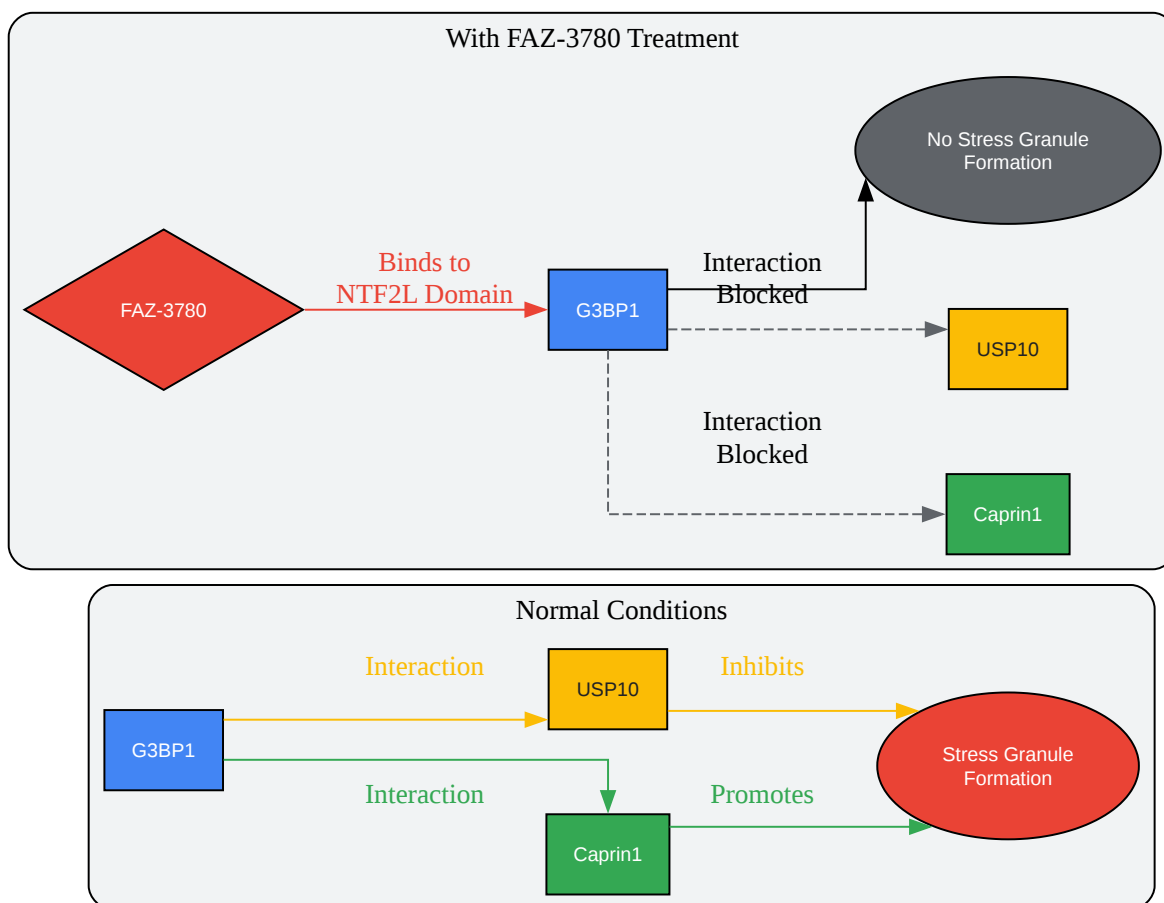 With FAZ-3780 Treatment
No Stress Granule
Formation
Binds to
NTF2L Domain
Interaction
Blocked
FAZ-3780
G3BP1
USP10
Interaction
Blocked
Caprin1
Normal Conditions
Interaction
USP10
Inhibits
G3BP1
Stress Granule
Formation
Interaction
Promotes
Caprin1